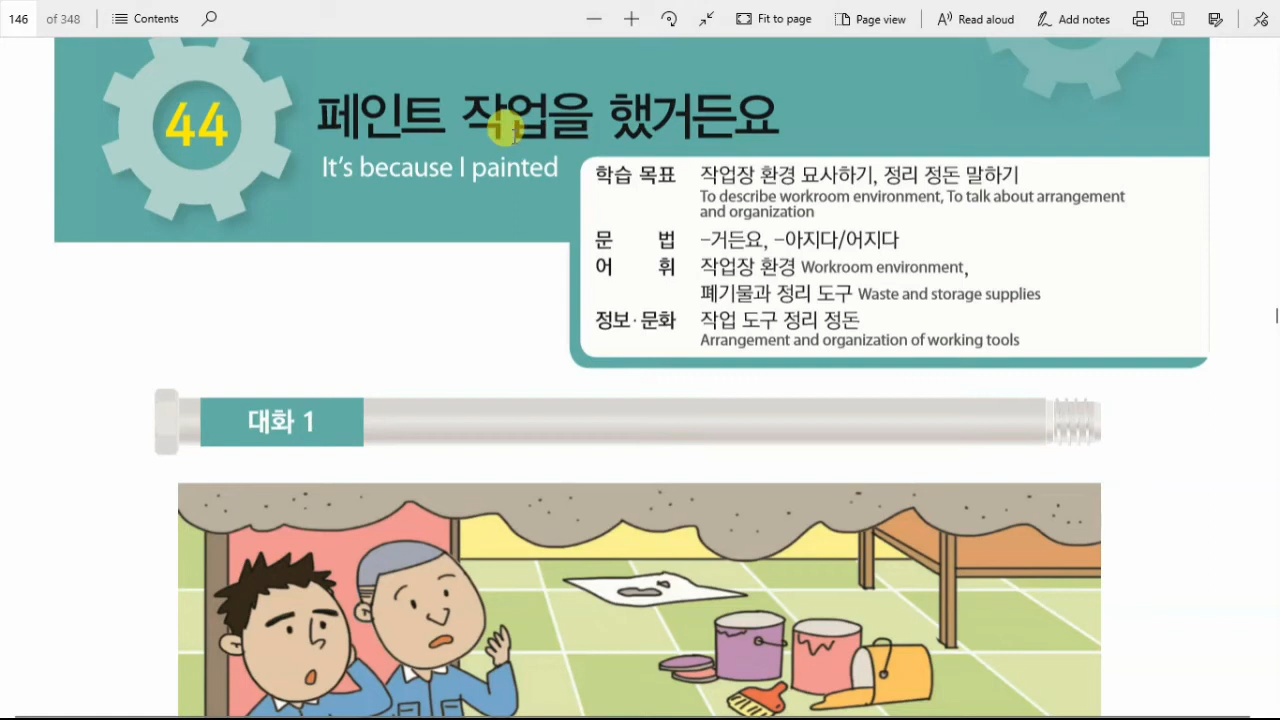 146 of 348 Contents Fit to page Page view Read aloud Add notes
44
페인트 작업을 했거든요
It's because I painted
학습 목표 작업장 환경 묘사하기, 정리 정돈 말하기
To describe workroom environment, To talk about arrangement
and organization
문 법 –거든요, –아지다/어지다
어 휘 작업장 환경 Workroom environment,
폐기물과 정리 도구 Waste and storage supplies
정보·문화 작업 도구 정리 정돈
Arrangement and organization of working tools
대화 1